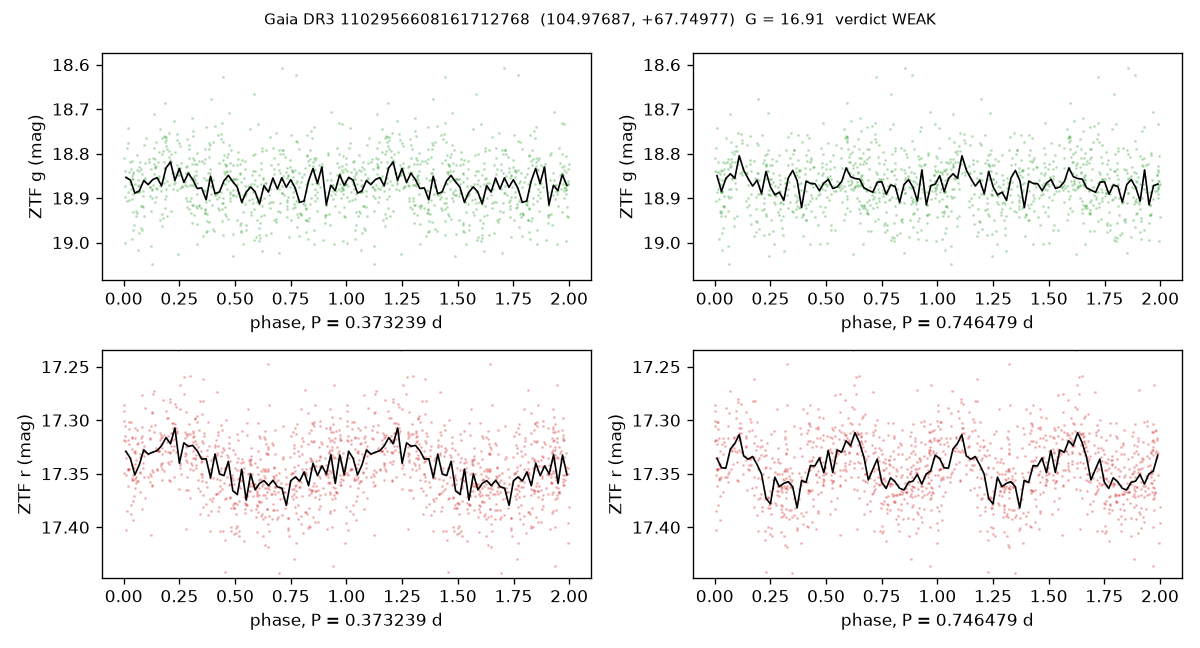 Gaia DR3 1102956608161712768  (104.97687, +67.74977)  G = 16.91  verdict WEAK
18.6
18.7
18.8
18.9
19.0
ZTF g (mag)
0.00 0.25 0.50 0.75 1.00 1.25 1.50 1.75 2.00
phase, P = 0.373239 d
18.6
18.7
18.8
18.9
19.0
ZTF g (mag)
0.00 0.25 0.50 0.75 1.00 1.25 1.50 1.75 2.00
phase, P = 0.746479 d
17.25
17.30
17.35
17.40
ZTF r (mag)
0.00 0.25 0.50 0.75 1.00 1.25 1.50 1.75 2.00
phase, P = 0.373239 d
17.25
17.30
17.35
17.40
ZTF r (mag)
0.00 0.25 0.50 0.75 1.00 1.25 1.50 1.75 2.00
phase, P = 0.746479 d